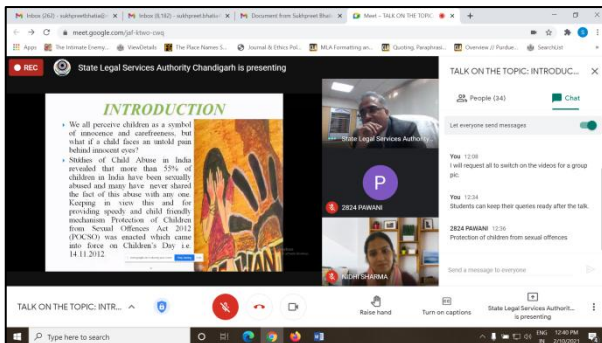 Inbox (262) - sukhpreetbhatia@
Inbox (8,162) - sukhpreet.bhatia
Document from Sukhpreet Bhati
Meet – TALK ON THE TOPIC
meet.google.com/jaf-ktwo-owq
Apps
The Intimate Enemy...
ViewDetails
The Place Names S...
Journal & Ethics Pol...
MLA Formatting an...
Quoting, Paraphrasi...
Overview // Purdue...
SearchList
REC
State Legal Services Authority Chandigarh is presenting
INTRODUCTION
We all perceive children as a symbol
of innocence and carefreeness, but
what if a child faces an untold pain
behind innocent eyes?
Stidhes of Child Abuse in India
revealed that more than 55% of
children in India have been sexually
abused and many have never shared
the fact of this abuse with any one.
Keeping in view this and for
providing speedy and child friendly
mechanism Protection of Children
from Sexual Offences Act 2012
(POCSO) was enacted which came
into force on Children's Day i.e.
14.11.2012.
State Legal Services Authority...
P
2824 PAWANI
NIDHI SHARMA
TALK ON THE TOPIC: INTRODUC...
People (34)
Chat
Let everyone send messages
You 12:08
I will request all to switch on the videos for a group
pic.
You 12:34
Students can keep their queries ready after the talk.
2824 PAWANI 12:36
Protection of children from sexual offences
Send a message to everyone
TALK ON THE TOPIC: INTR...
Raise hand
Turn on captions
State Legal Services Authorit...
is presenting
Type here to search
ENG
IN
12:40 PM
2/10/2021